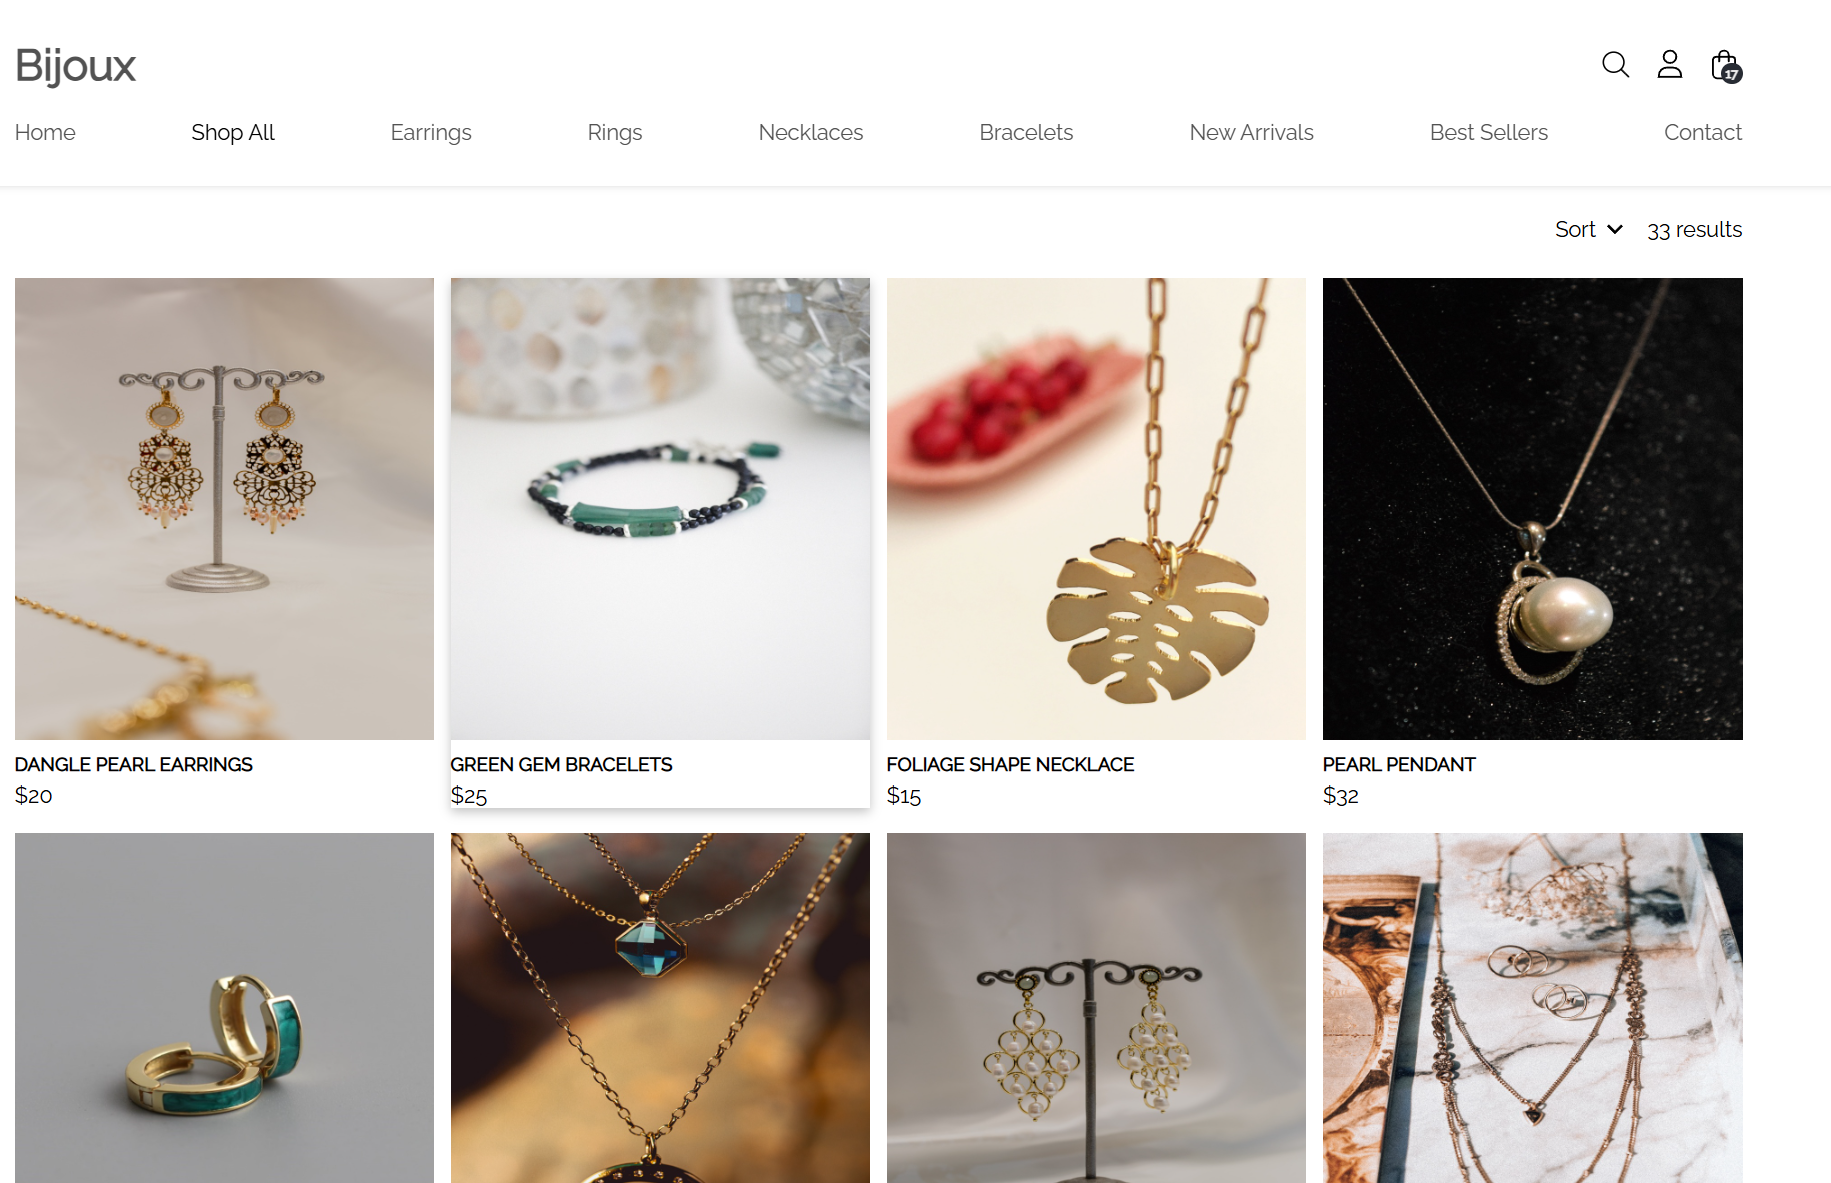 Bijoux
17
Home Shop All Earrings Rings Necklaces Bracelets New Arrivals Best Sellers Contact
Sort 33 results
DANGLE PEARL EARRINGS
$20
GREEN GEM BRACELETS
$25
FOLIAGE SHAPE NECKLACE
$15
PEARL PENDANT
$32